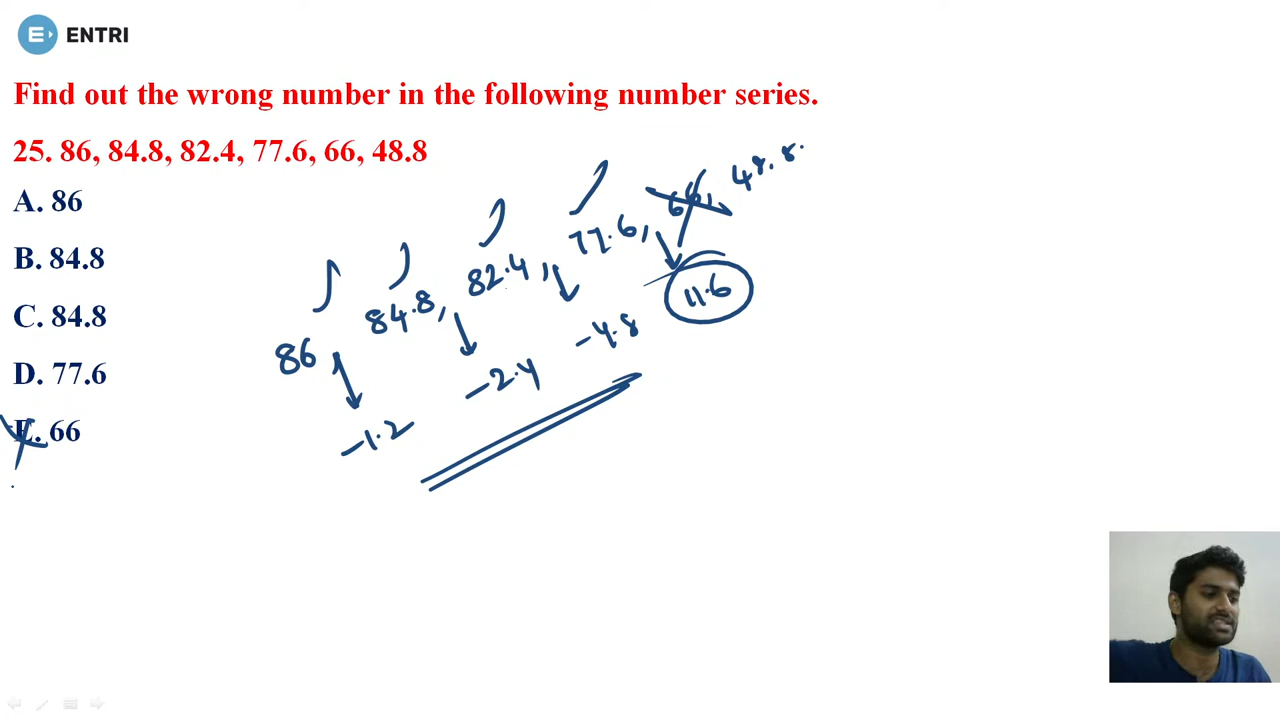 ENTRI
Find out the wrong number in the following number series.
25. 86, 84.8, 82.4, 77.6, 66, 48.8
A. 86
B. 84.8
C. 84.8
D. 77.6
E. 66
86, 84.8, 82.4, 77.6, 66, 48.8.
-1.2 -2.4 -4.8 11.6